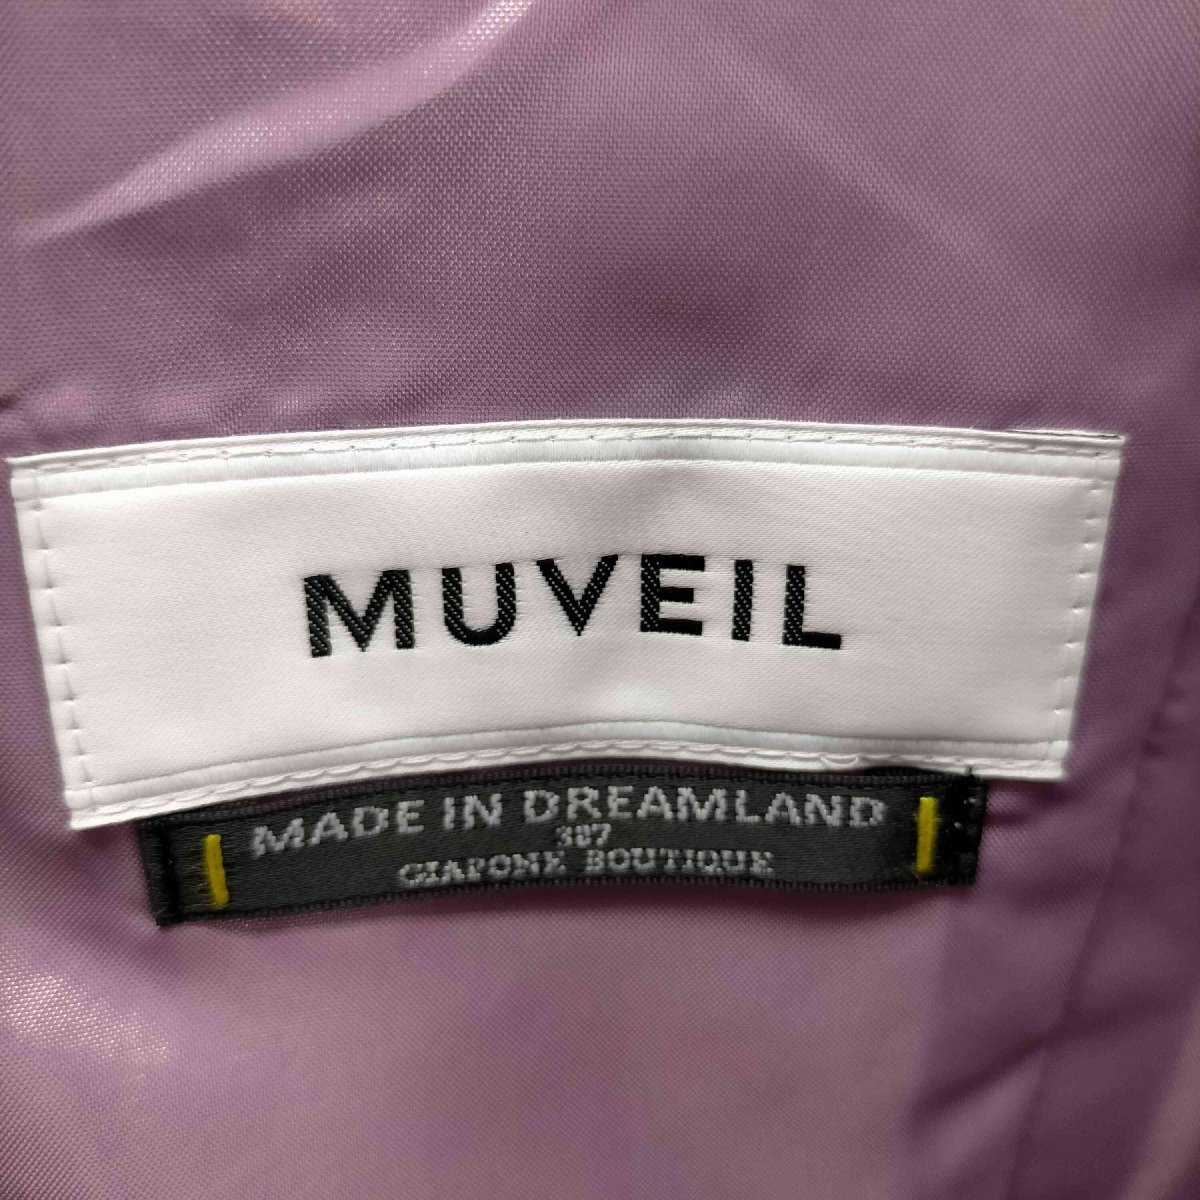 MUVEIL
MADE IN DREAMLAND
387
GIAPONE BOUTIQUE